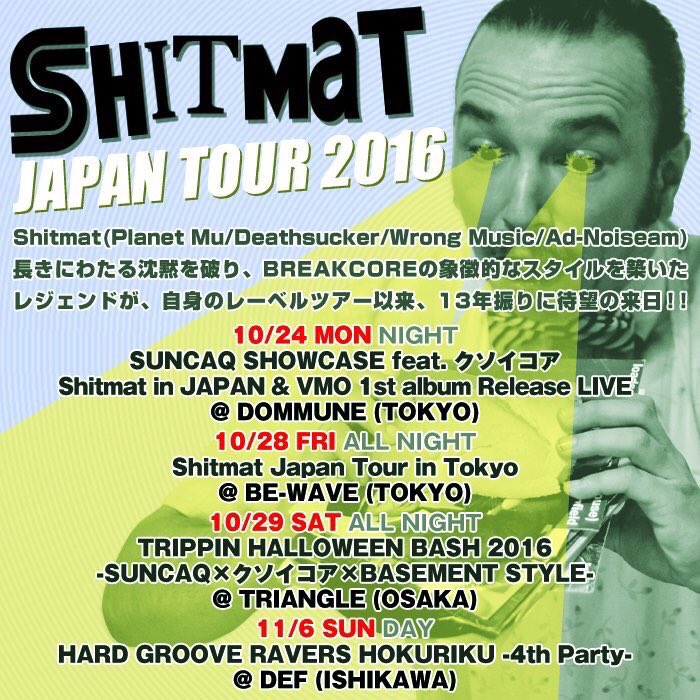 SHITMAT
JAPAN TOUR 2016
Shitmat(Planet Mu/Deathsucker/Wrong Music/Ad-Noiseam)
長きにわたる沈黙を破り、BREAKCOREの象徴的なスタイルを築いた
レジェンドが、自身のレーベルツアー以来、13年振りに待望の来日!!
10/24 MON NIGHT
SUNCAQ SHOWCASE feat. クソイコア
Shitmat in JAPAN & VMO 1st album Release LIVE
@ DOMMUNE (TOKYO)
10/28 FRI ALL NIGHT
Shitmat Japan Tour in Tokyo
@ BE-WAVE (TOKYO)
10/29 SAT ALL NIGHT
TRIPPIN HALLOWEEN BASH 2016
-SUNCAQ×クソイコア×BASEMENT STYLE-
@ TRIANGLE (OSAKA)
11/6 SUN DAY
HARD GROOVE RAVERS HOKURIKU -4th Party-
@ DEF (ISHIKAWA)